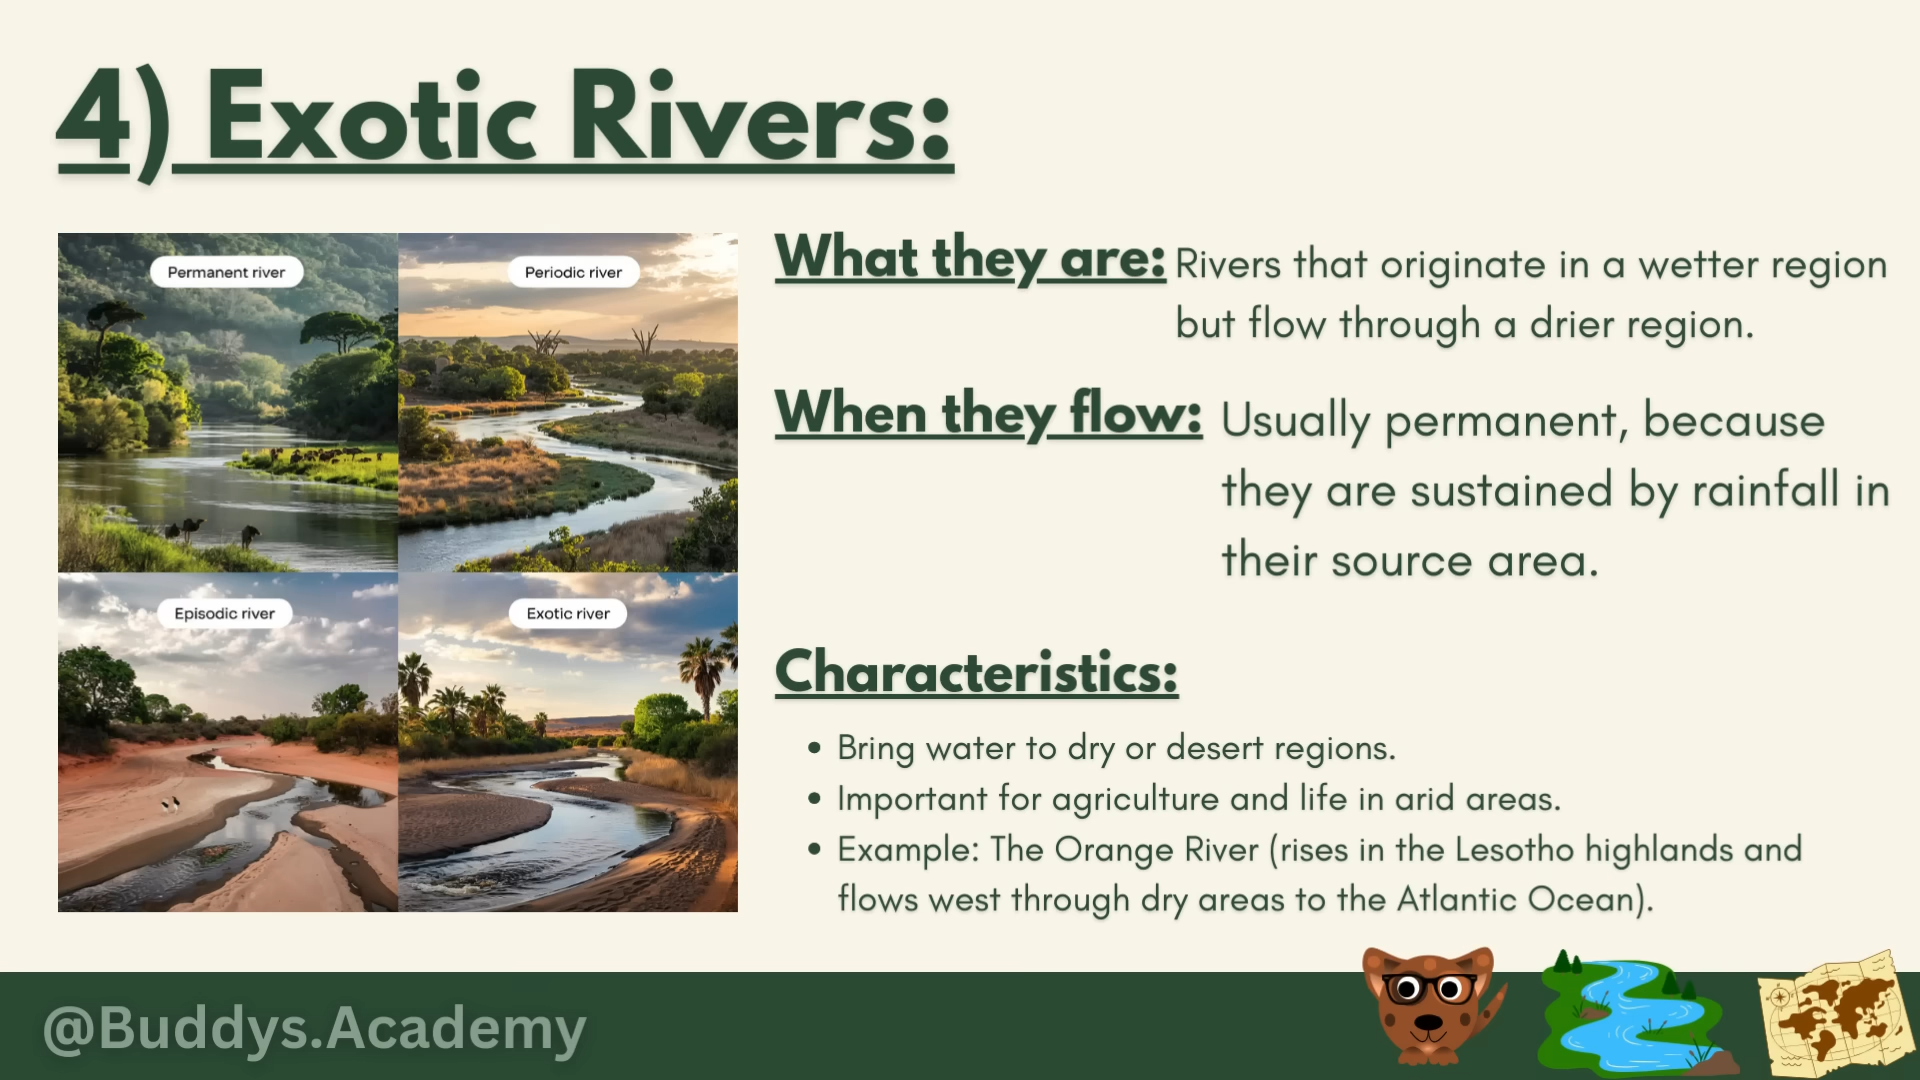 4) Exotic Rivers:
Permanent river
Periodic river
Episodic river
Exotic river
What they are: Rivers that originate in a wetter region
but flow through a drier region.
When they flow: Usually permanent, because
they are sustained by rainfall in
their source area.
Characteristics:
• Bring water to dry or desert regions.
• Important for agriculture and life in arid areas.
• Example: The Orange River (rises in the Lesotho highlands and
flows west through dry areas to the Atlantic Ocean).
@Buddys.Academy